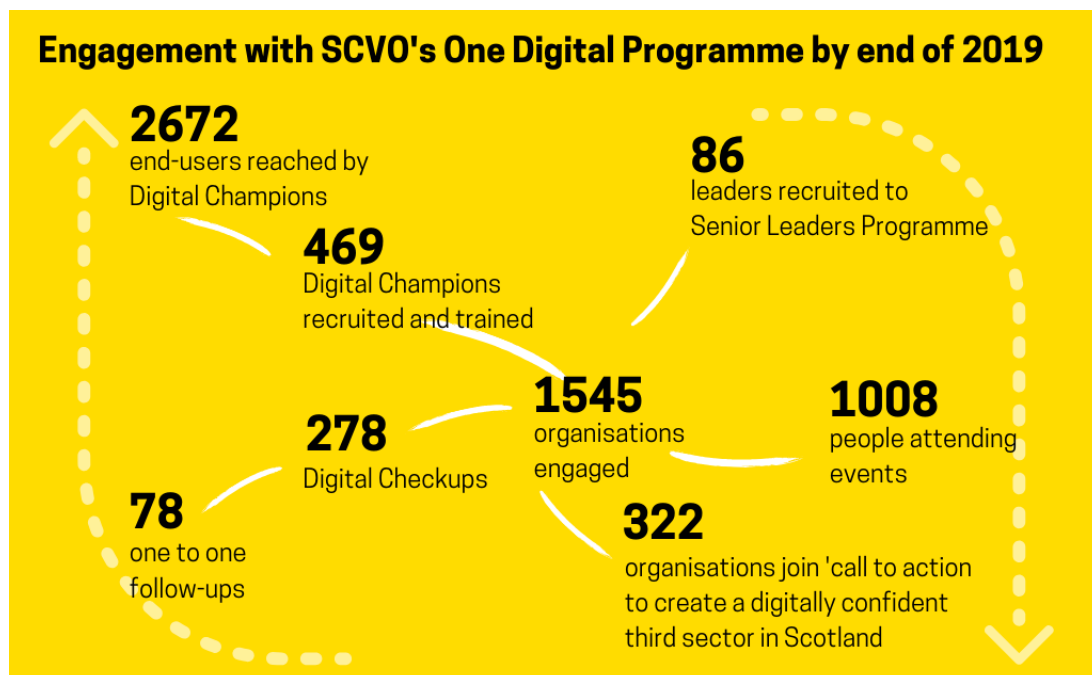 Engagement with SCVO's One Digital Programme by end of 2019
2672
end-users reached by
Digital Champions
86
leaders recruited to
Senior Leaders Programme
469
Digital Champions
recruited and trained
1545
organisations
engaged
1008
people attending
events
278
Digital Checkups
78
one to one
follow-ups
322
organisations join 'call to action
to create a digitally confident
third sector in Scotland